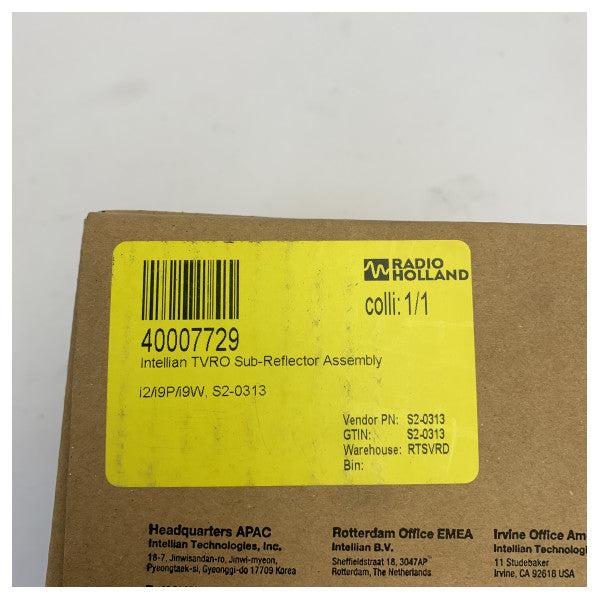 RADIO
HOLLAND
colli: 1/1
40007729
Intellian TVRO Sub-Reflector Assembly
i2/i9P/i9W, S2-0313
Vendor PN: S2-0313
GTIN: S2-0313
Warehouse: RTSVRD
Bin:
Headquarters APAC
Intellian Technologies, Inc.
18-7, Jinwisandan-ro, Jinwi-myeon,
Pyeongtaek-si, Gyeonggi-do 17709 Korea
Rotterdam Office EMEA
Intellian B.V.
Sheffieldstraat 18, 3047AP
Rotterdam, The Netherlands
Irvine Office Am
Intellian Technologi
11 Studebaker
Irvine, CA 92618 USA